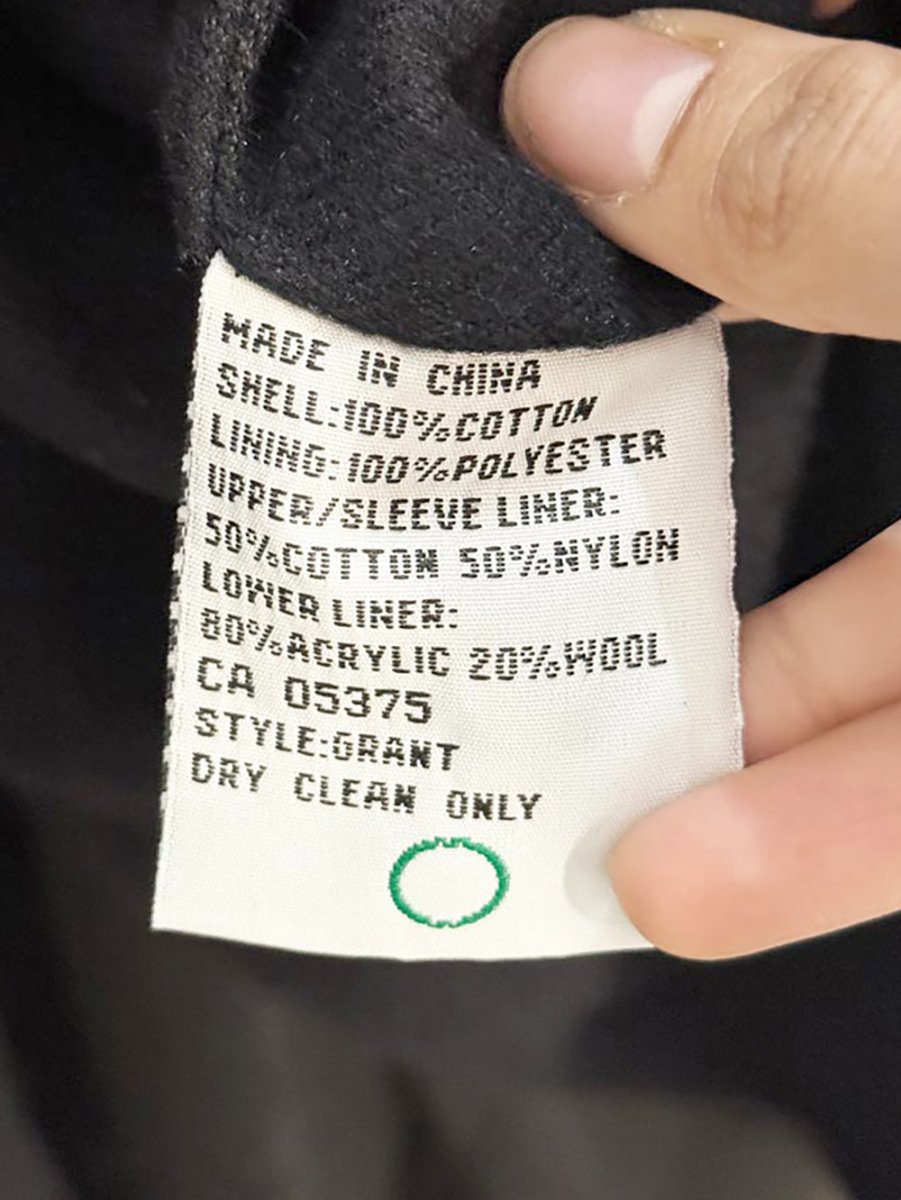 MADE IN CHINA
SHELL:100%COTTON
LINING:100%POLYESTER
UPPER/SLEEVE LINER:
50%COTTON 50%NYLON
LOWER LINER:
80%ACRYLIC 20%WOOL
CA 05375
STYLE:GRANT
DRY CLEAN ONLY